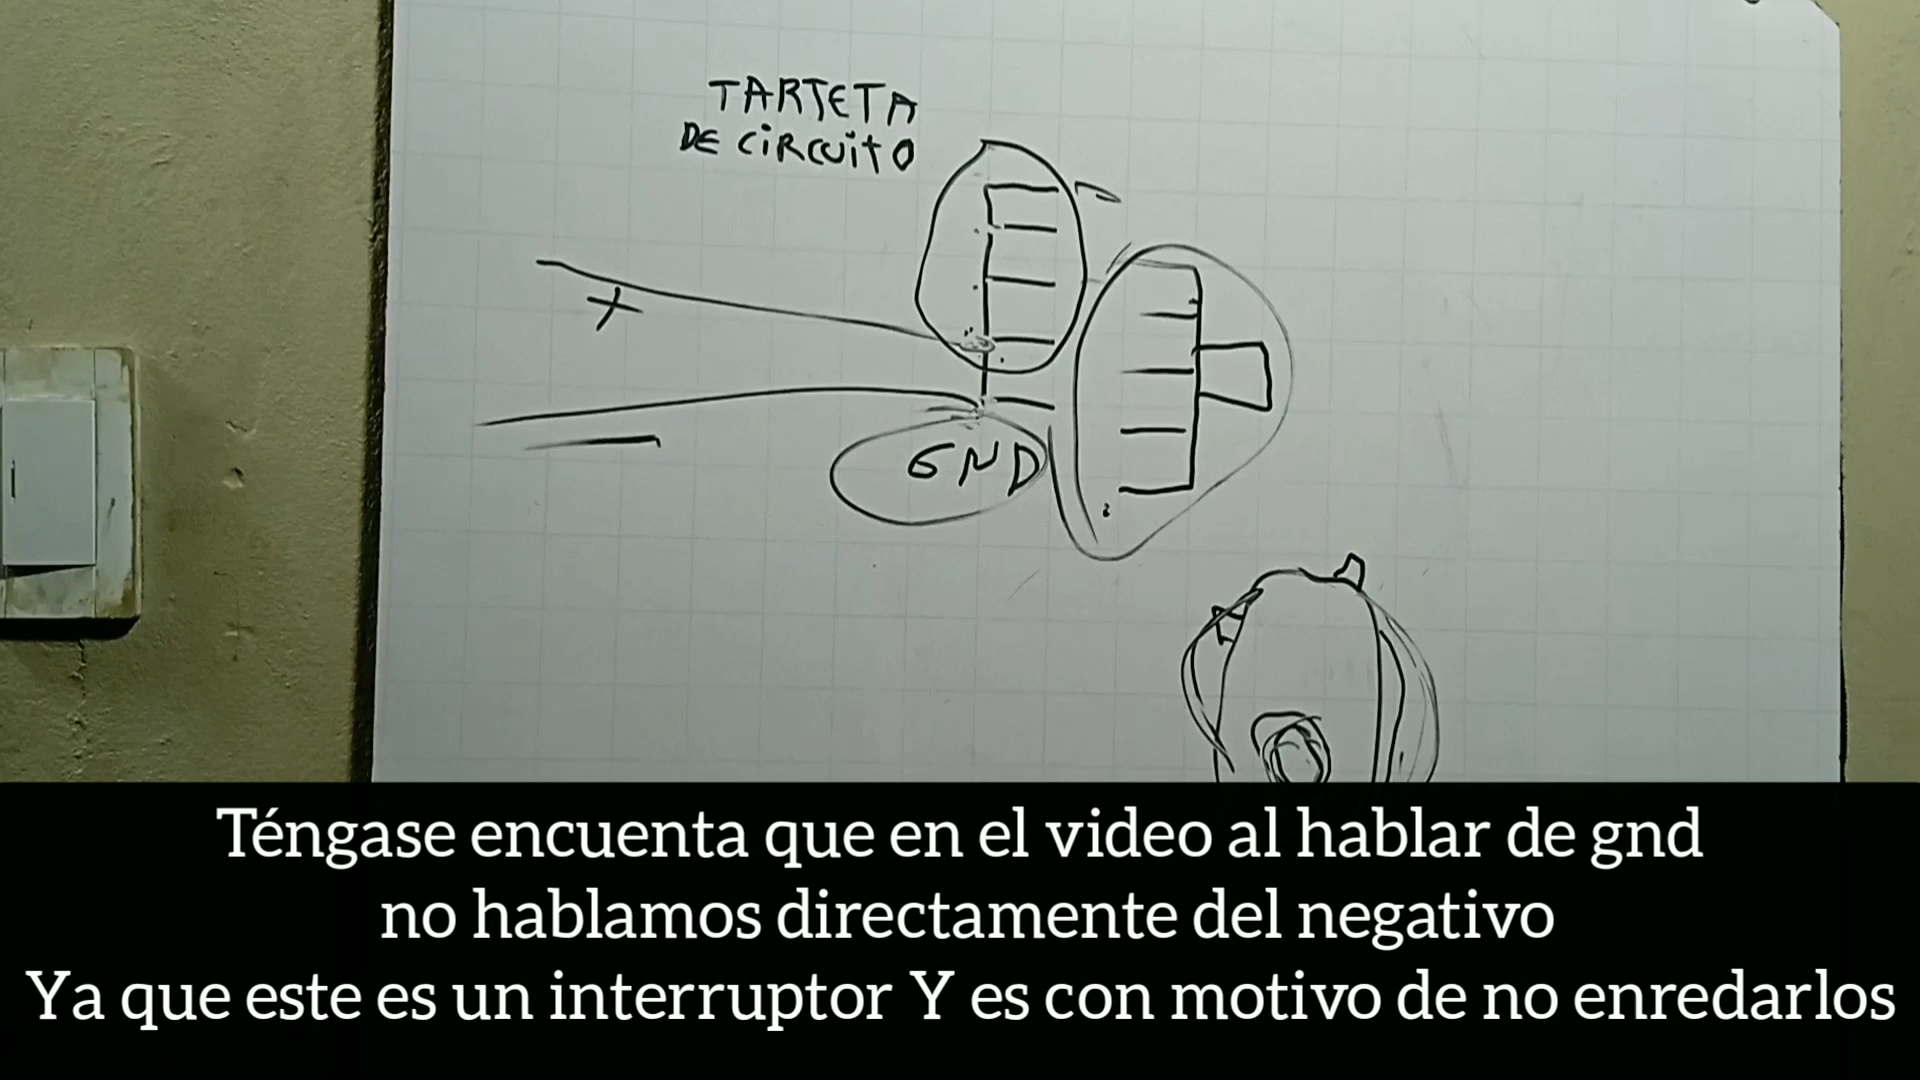 TARJETA
DE CiRCUitO
+
GND
Téngase encuenta que en el video al hablar de gnd
no hablamos directamente del negativo
Ya que este es un interruptor Y es con motivo de no enredarlos